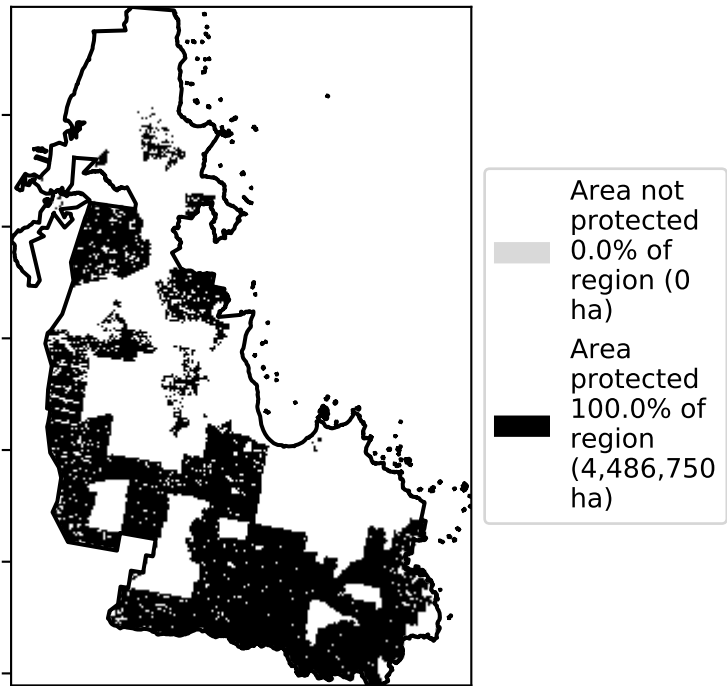 Area not
protected
0.0% of
region (0
ha)
Area
protected
100.0% of
region
(4,486,750
ha)